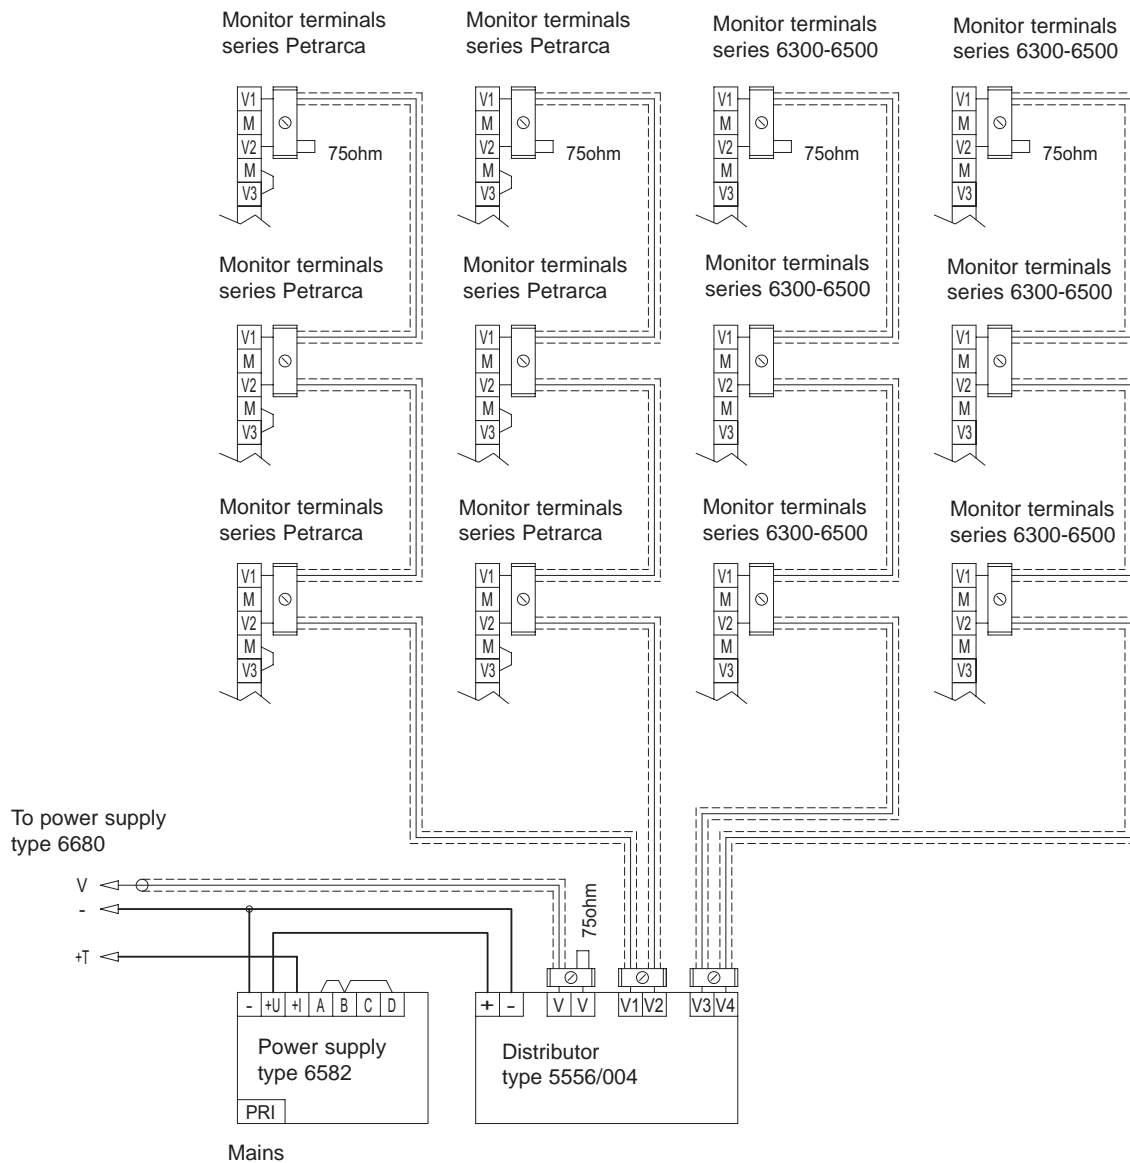 Monitor terminals
series Petrarca
Monitor terminals
series Petrarca
Monitor terminals
series 6300-6500
Monitor terminals
series 6300-6500
V1
M
V2
M
V3
75ohm
V1
M
V2
M
V3
75ohm
V1
M
V2
M
V3
75ohm
V1
M
V2
M
V3
75ohm
Monitor terminals
series Petrarca
Monitor terminals
series Petrarca
Monitor terminals
series 6300-6500
Monitor terminals
series 6300-6500
V1
M
V2
M
V3
V1
M
V2
M
V3
V1
M
V2
M
V3
V1
M
V2
M
V3
Monitor terminals
series Petrarca
Monitor terminals
series Petrarca
Monitor terminals
series 6300-6500
Monitor terminals
series 6300-6500
V1
M
V2
M
V3
V1
M
V2
M
V3
V1
M
V2
M
V3
V1
M
V2
M
V3
To power supply
type 6680
V
-
+T
75ohm
- +U +I A B C D
+ - V V V1 V2 V3 V4
Power supply
type 6582
PRI
Mains
Distributor
type 5556/004